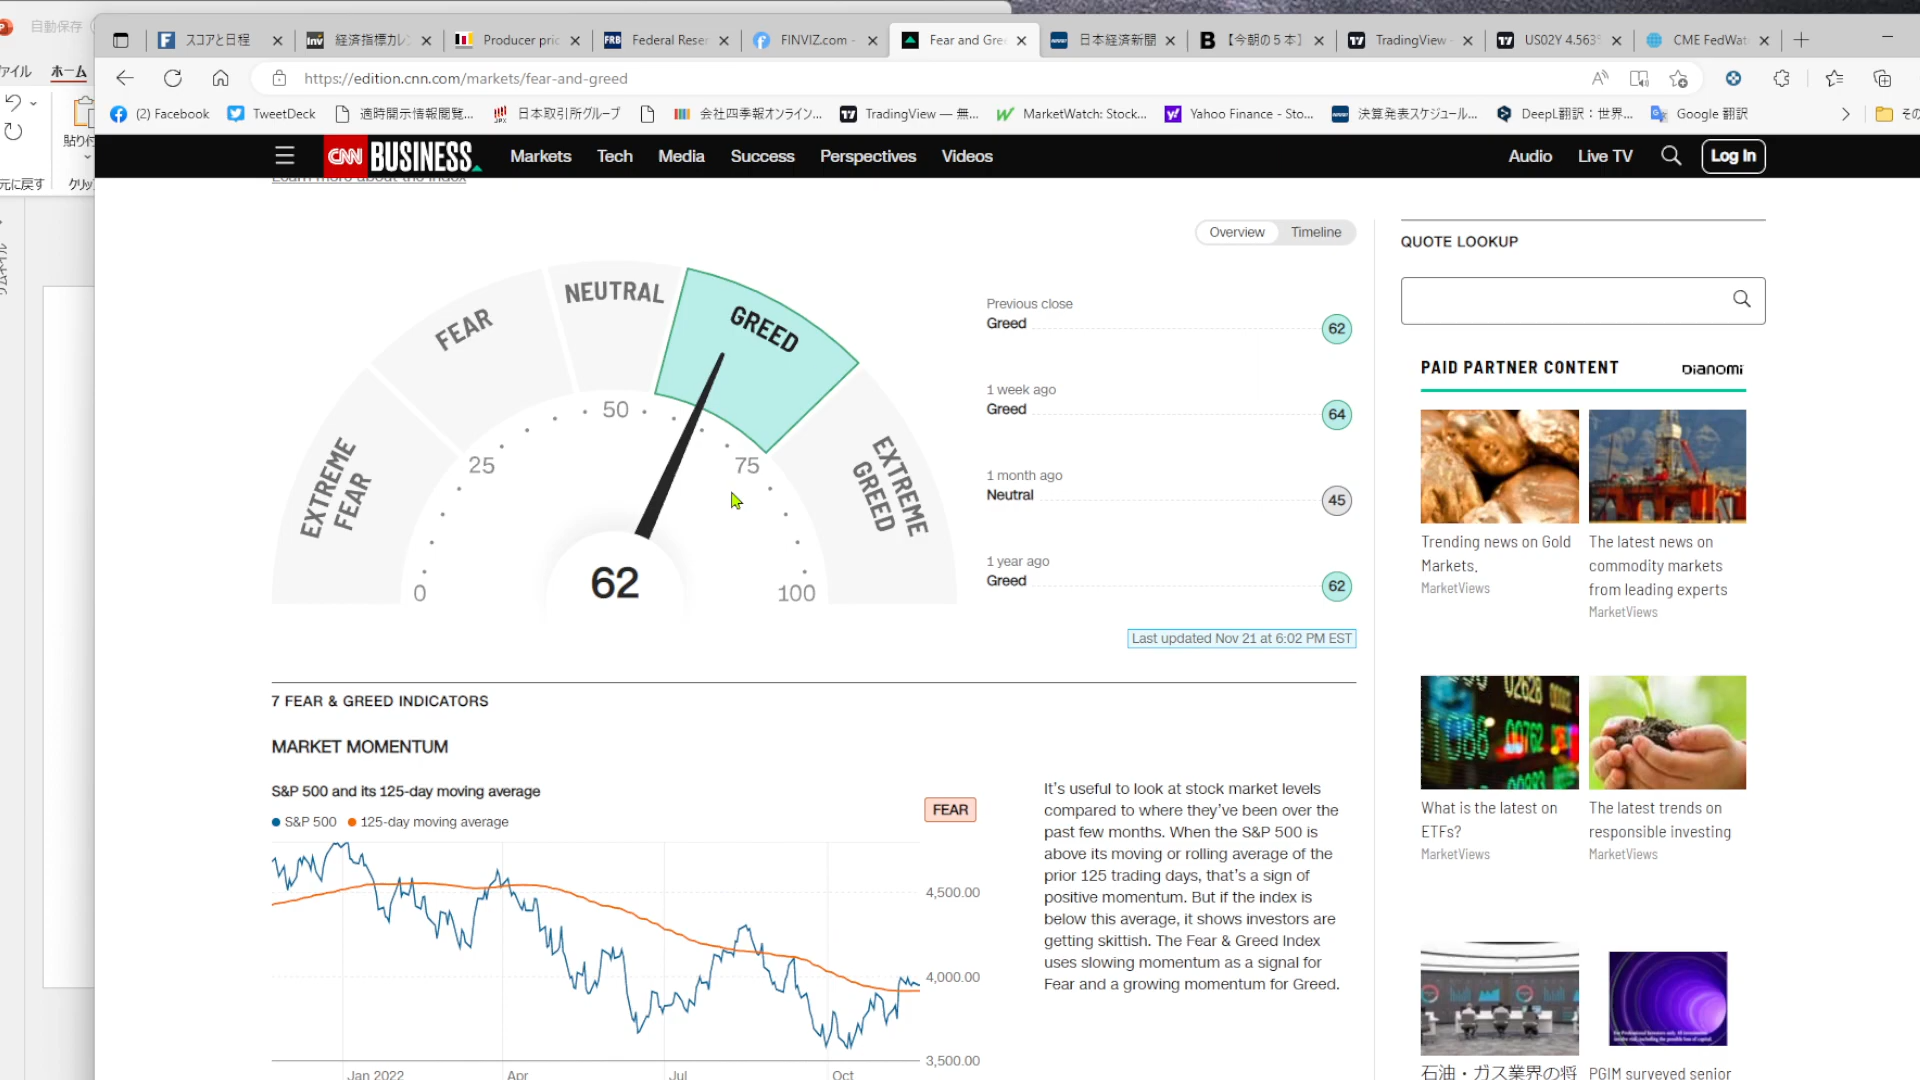 自動保存
スコアと日程
経済指標カレ
Producer pric
Federal Reser
FINVIZ.com -
Fear and Gree
日本経済新聞
【今朝の5本】
TradingView -
US02Y 4.563
CME FedWat
ァイル
ホーム
https://edition.cnn.com/markets/fear-and-greed
(2) Facebook
TweetDeck
適時開示情報閲覧...
日本取引所グループ
会社四季報オンライン...
TradingView — 無...
MarketWatch: Stock...
Yahoo Finance - Sto...
決算発表スケジュール...
DeepL翻訳：世界...
Google 翻訳
その
貼り付
元に戻す
クリッ
CNN BUSINESS
Markets
Tech
Media
Success
Perspectives
Videos
Audio
Live TV
Log In
Learn more about the index
Overview
Timeline
EXTREME
FEAR
FEAR
NEUTRAL
GREED
EXTREME
GREED
0
25
50
75
100
62
Previous close
Greed
62
1 week ago
Greed
64
1 month ago
Neutral
45
1 year ago
Greed
62
Last updated Nov 21 at 6:02 PM EST
7 FEAR & GREED INDICATORS
MARKET MOMENTUM
S&P 500 and its 125-day moving average
S&P 500
125-day moving average
FEAR
4,500.00
4,000.00
3,500.00
Jan 2022
Apr
Jul
Oct
It's useful to look at stock market levels
compared to where they've been over the
past few months. When the S&P 500 is
above its moving or rolling average of the
prior 125 trading days, that's a sign of
positive momentum. But if the index is
below this average, it shows investors are
getting skittish. The Fear & Greed Index
uses slowing momentum as a signal for
Fear and a growing momentum for Greed.
QUOTE LOOKUP
PAID PARTNER CONTENT
DIANOMI
Trending news on Gold
Markets.
MarketViews
The latest news on
commodity markets
from leading experts
MarketViews
What is the latest on
ETFs?
MarketViews
The latest trends on
responsible investing
MarketViews
石油・ガス業界の将
PGIM surveyed senior